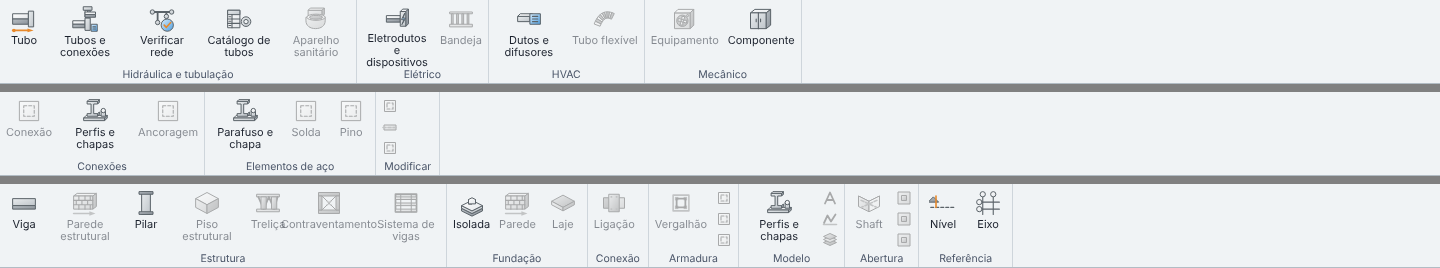 Tubo
Tubos e
conexões
Verificar
rede
Catálogo de
tubos
Aparelho
sanitário
Hidráulica e tubulação
Eletrodutos
e
dispositivos
Bandeja
Elétrico
Dutos e
difusores
Tubo flexível
HVAC
Equipamento
Componente
Mecânico
Conexão
Perfis e
chapas
Ancoragem
Conexões
Parafuso e
chapa
Solda
Pino
Elementos de aço
Modificar
Viga
Parede
estrutural
Pilar
Piso
estrutural
Treliça
Contraventamento
Sistema de
vigas
Estrutura
Isolada
Parede
Laje
Fundação
Ligação
Conexão
Vergalhão
Armadura
Perfis e
chapas
Modelo
Shaft
Abertura
Nível
Eixo
Referência